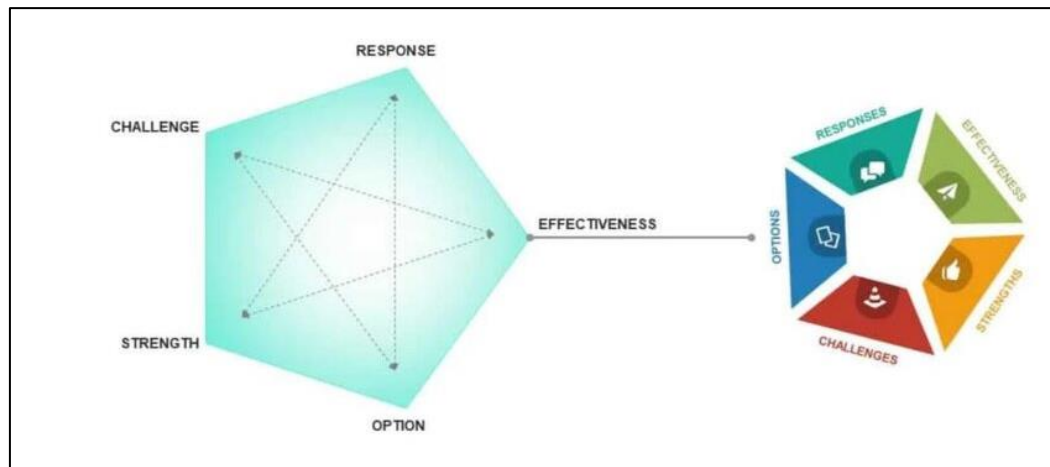 RESPONSE
CHALLENGE
EFFECTIVENESS
STRENGTH
OPTION
RESPONSES
EFFECTIVENESS
OPTIONS
STRENGTHS
CHALLENGES